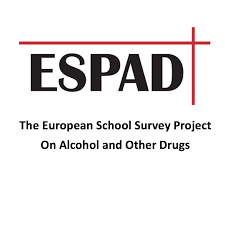 ESPAD
The European School Survey Project
On Alcohol and Other Drugs